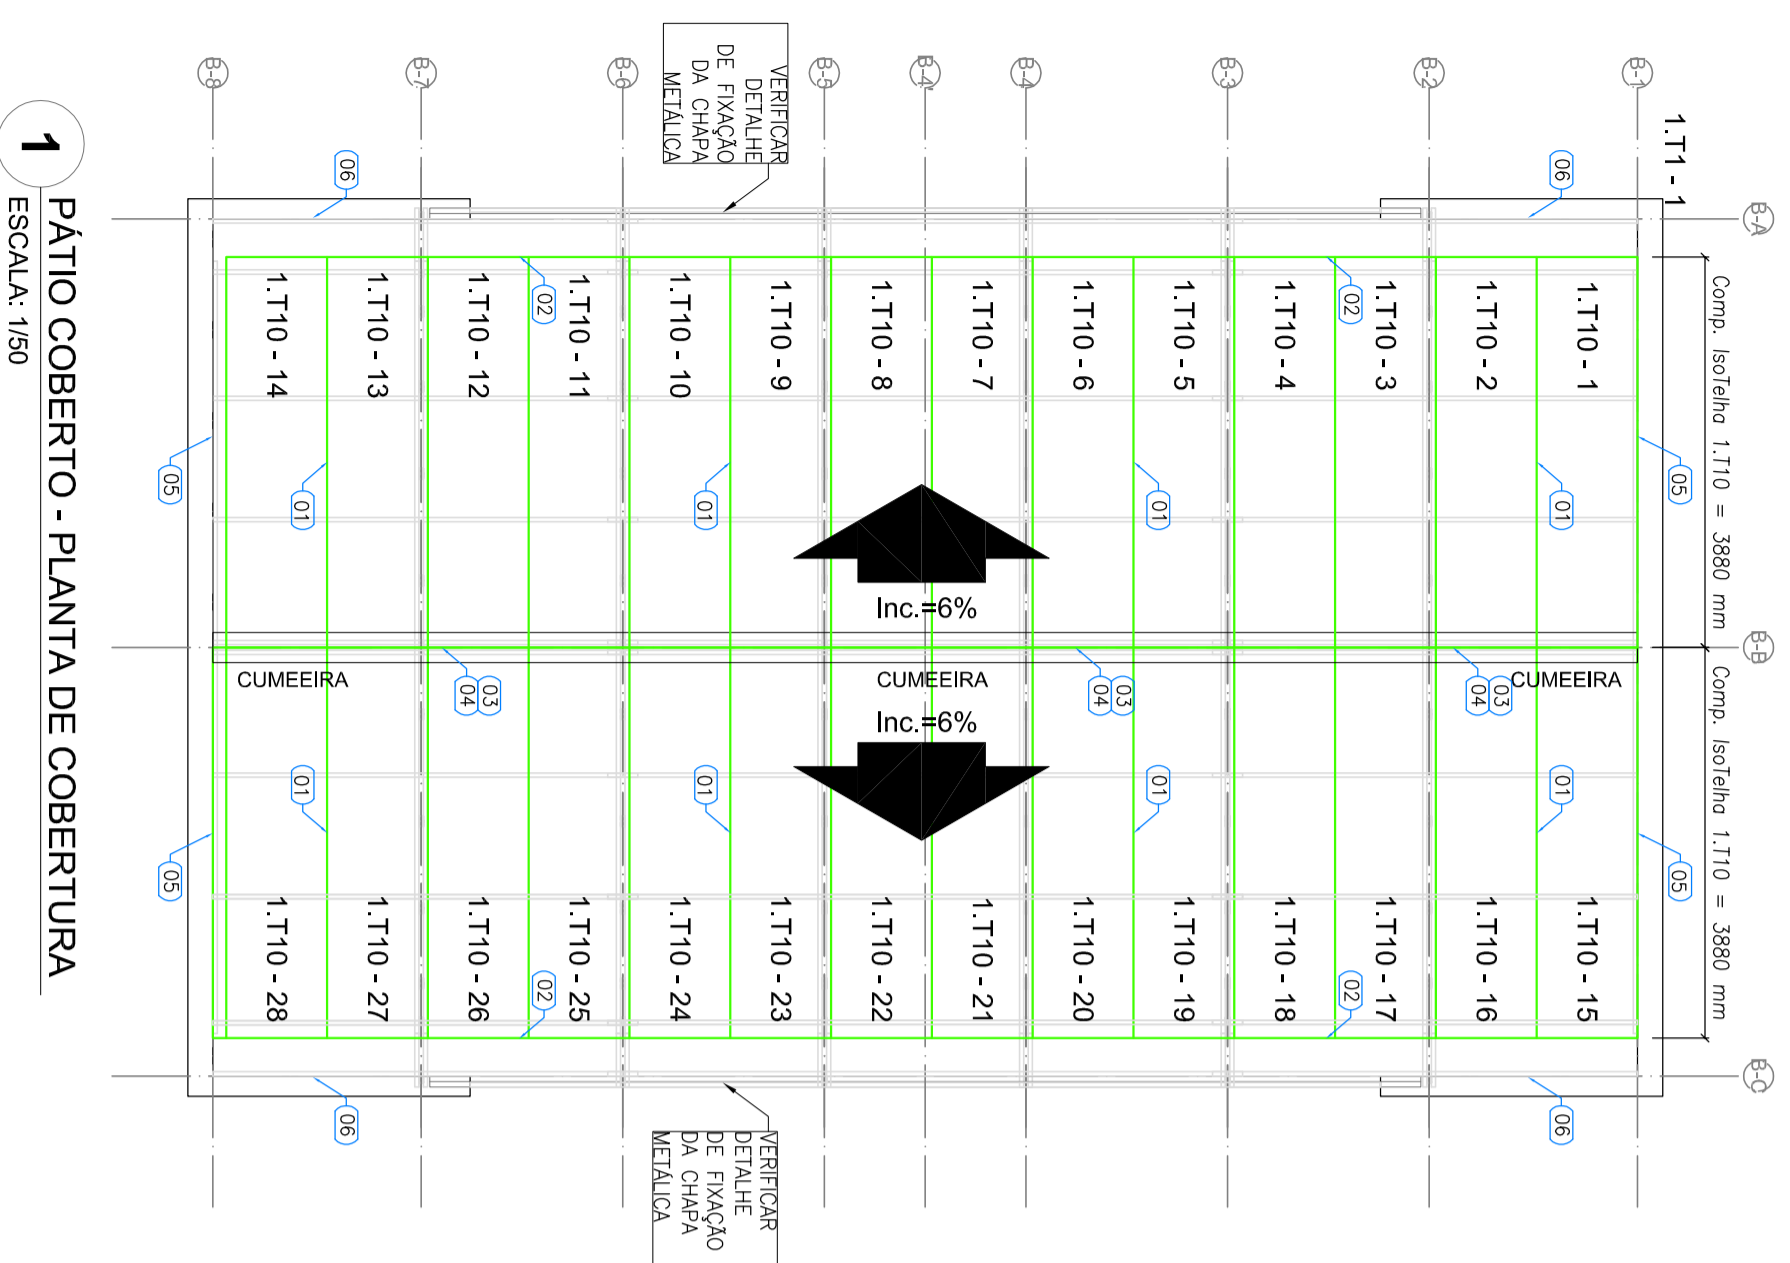 1
PÁTIO COBERTO - PLANTA DE COBERTURA
ESCALA: 1/50
B-8
B-7
B-6
B-5
B-4'
B-4
B-3
B-2
B-1
B-A
B-B
B-C
1.T1 - 1
VERIFICAR
DETALHE
DE FIXAÇÃO
DA CHAPA
METÁLICA
06
06
Comp. IsoTelha 1.T10 = 3880 mm
Comp. IsoTelha 1.T10 = 3880 mm
1.T10 - 14
1.T10 - 13
1.T10 - 12
1.T10 - 11
1.T10 - 10
1.T10 - 9
1.T10 - 8
1.T10 - 7
1.T10 - 6
1.T10 - 5
1.T10 - 4
1.T10 - 3
1.T10 - 2
1.T10 - 1
02
02
05
01
01
01
01
05
Inc.=6%
CUMEEIRA
CUMEEIRA
CUMEEIRA
03
04
03
04
03
04
Inc.=6%
05
01
01
01
01
05
1.T10 - 28
1.T10 - 27
1.T10 - 26
1.T10 - 25
1.T10 - 24
1.T10 - 23
1.T10 - 22
1.T10 - 21
1.T10 - 20
1.T10 - 19
1.T10 - 18
1.T10 - 17
1.T10 - 16
1.T10 - 15
02
02
06
06
VERIFICAR
DETALHE
DE FIXAÇÃO
DA CHAPA
METÁLICA